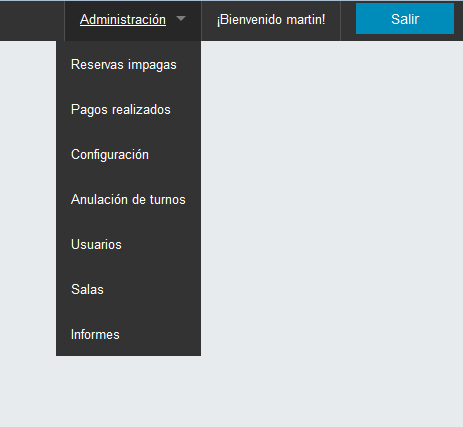 Administración
¡Bienvenido martin!
Salir
Reservas impagas
Pagos realizados
Configuración
Anulación de turnos
Usuarios
Salas
Informes